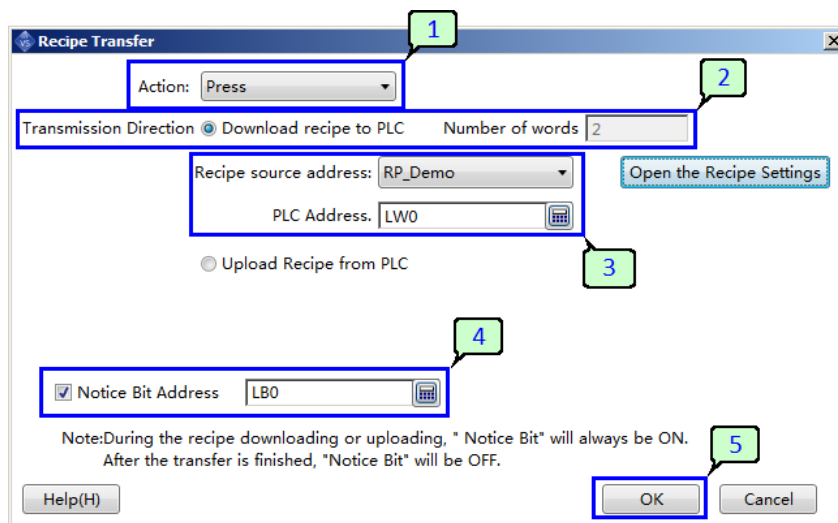 1
VS Recipe Transfer
2
Action: Press
Transmission Direction Download recipe to PLC Number of words 2
Recipe source address: RP_Demo Open the Recipe Settings
PLC Address. LW0
3
Upload Recipe from PLC
4
Notice Bit Address LB0
Note:During the recipe downloading or uploading, " Notice Bit" will always be ON.
After the transfer is finished, "Notice Bit" will be OFF.
5
Help(H) OK Cancel